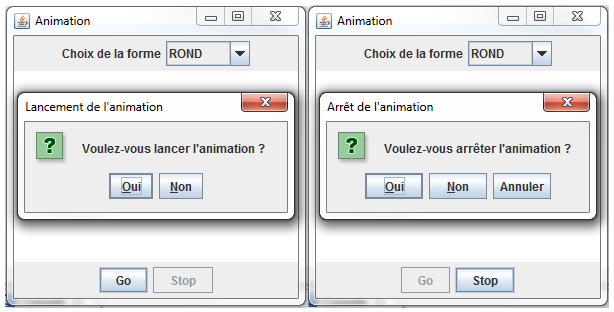 Animation
Choix de la forme ROND
Lancement de l'animation
? Voulez-vous lancer l'animation ?
Oui Non
Go Stop
Animation
Choix de la forme ROND
Arrêt de l'animation
? Voulez-vous arrêter l'animation ?
Oui Non Annuler
Go Stop